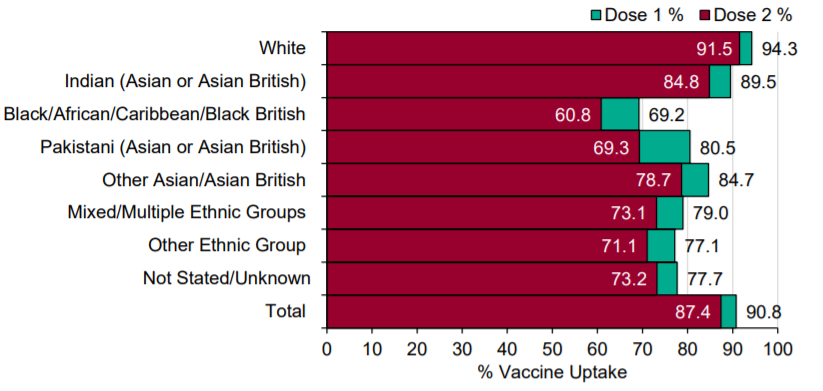 Dose 1 % Dose 2 %
White 91.5 94.3
Indian (Asian or Asian British) 84.8 89.5
Black/African/Caribbean/Black British 60.8 69.2
Pakistani (Asian or Asian British) 69.3 80.5
Other Asian/Asian British 78.7 84.7
Mixed/Multiple Ethnic Groups 73.1 79.0
Other Ethnic Group 71.1 77.1
Not Stated/Unknown 73.2 77.7
Total 87.4 90.8
0 10 20 30 40 50 60 70 80 90 100
% Vaccine Uptake